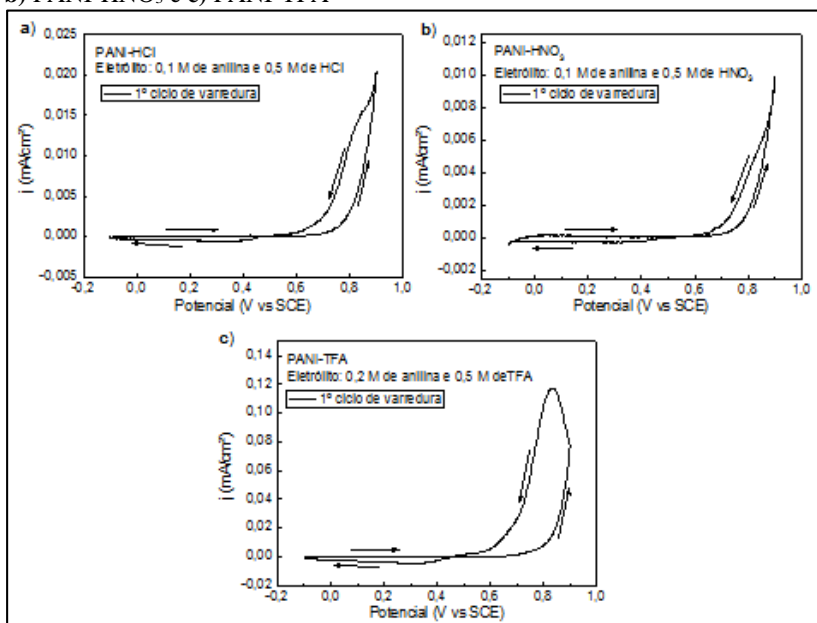 b) PANI-HNO₃ e c) PANI-TFA
a)
0,025
0,020
0,015
0,010
0,005
0,000
-0,005
j (mA/cm²)
PANI-HCl
Eletrólito: 0,1 M de anilina e 0,5 M de HCl
1º ciclo de varredura
-0,2 0,0 0,2 0,4 0,6 0,8 1,0
Potencial (V vs SCE)
b)
0,012
0,010
0,008
0,006
0,004
0,002
0,000
-0,002
j (mA/cm²)
PANI-HNO₃
Eletrólito: 0,1 M de anilina e 0,5 M de HNO₃
1º ciclo de varredura
-0,2 0,0 0,2 0,4 0,6 0,8 1,0
Potencial (V vs SCE)
c)
0,14
0,12
0,10
0,08
0,06
0,04
0,02
0,00
-0,02
j (mA/cm²)
PANI-TFA
Eletrólito: 0,2 M de anilina e 0,5 M deTFA
1º ciclo de varredura
-0,2 0,0 0,2 0,4 0,6 0,8 1,0
Potencial (V vs SCE)